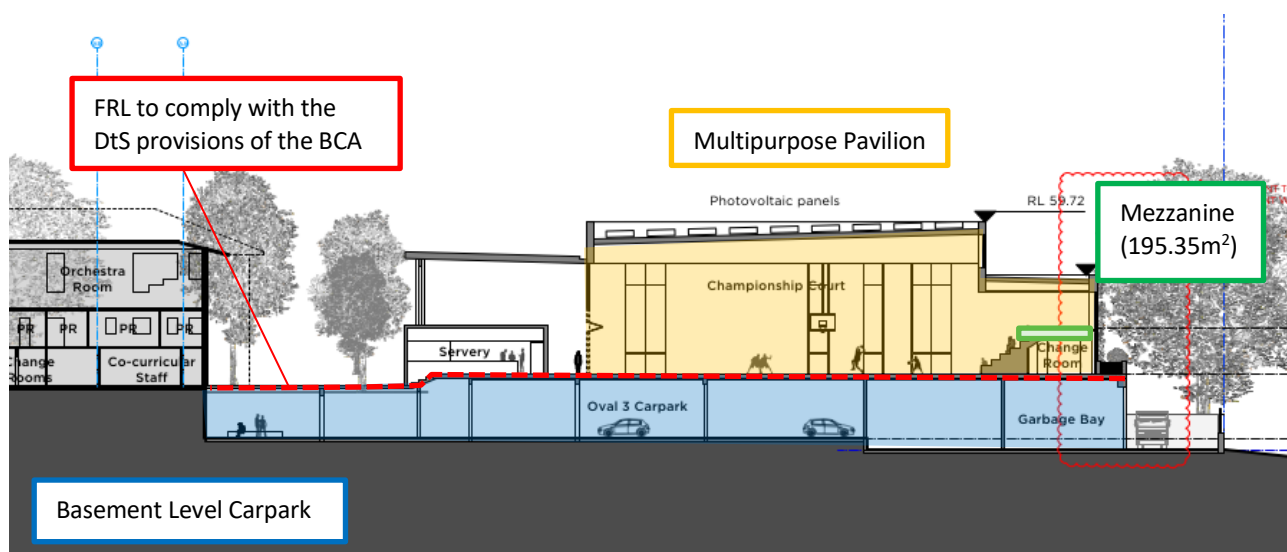 FRL to comply with the
DtS provisions of the BCA
Multipurpose Pavilion
Photovoltaic panels
RL 59.72
Mezzanine
(195.35m²)
Orchestra
Room
Championship Court
PR
PR
PR
PR
Servery
Change
Room
Change
Rooms
Co-curricular
Staff
Oval 3 Carpark
Garbage Bay
Basement Level Carpark